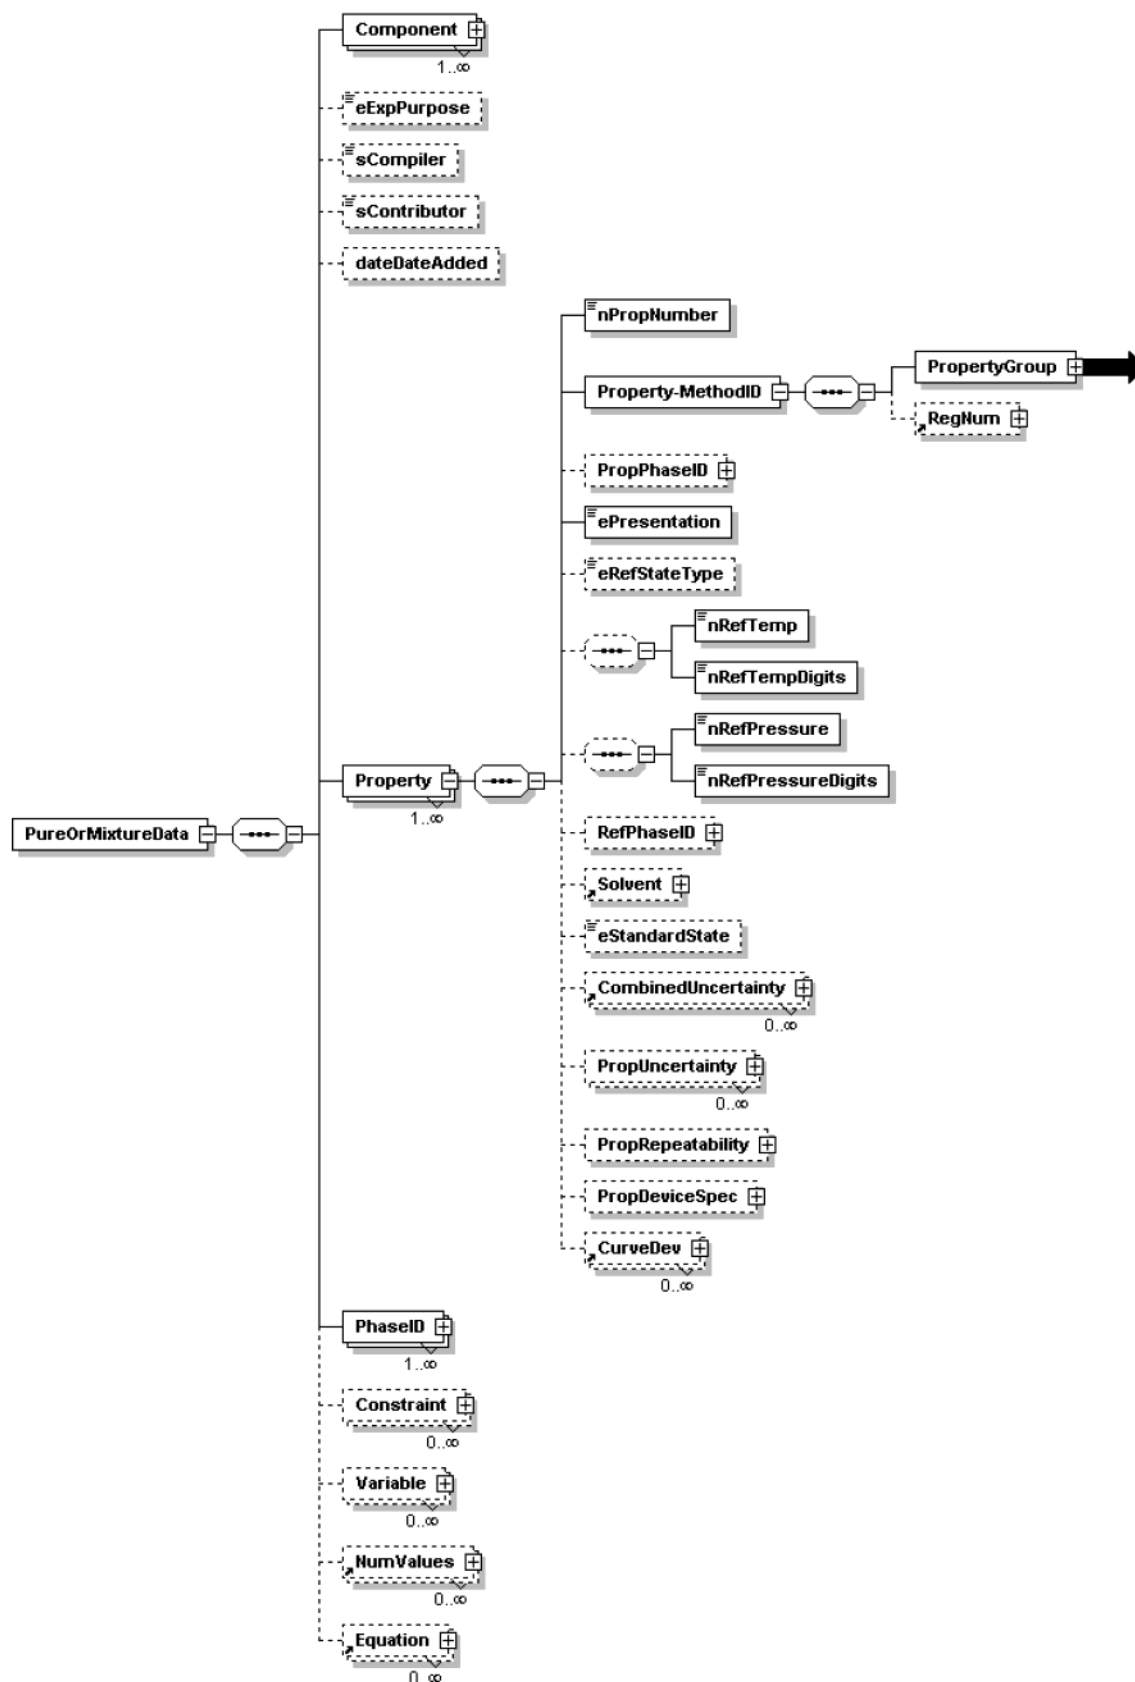 Component
1..∞
eExpPurpose
sCompiler
sContributor
dateDateAdded
nPropNumber
PropertyGroup
Property-MethodID
RegNum
PropPhaseID
ePresentation
eRefStateType
nRefTemp
nRefTempDigits
nRefPressure
nRefPressureDigits
Property
1..∞
PureOrMixtureData
RefPhaseID
Solvent
eStandardState
CombinedUncertainty
0..∞
PropUncertainty
0..∞
PropRepeatability
PropDeviceSpec
CurveDev
0..∞
PhaseID
1..∞
Constraint
0..∞
Variable
0..∞
NumValues
0..∞
Equation
0..∞